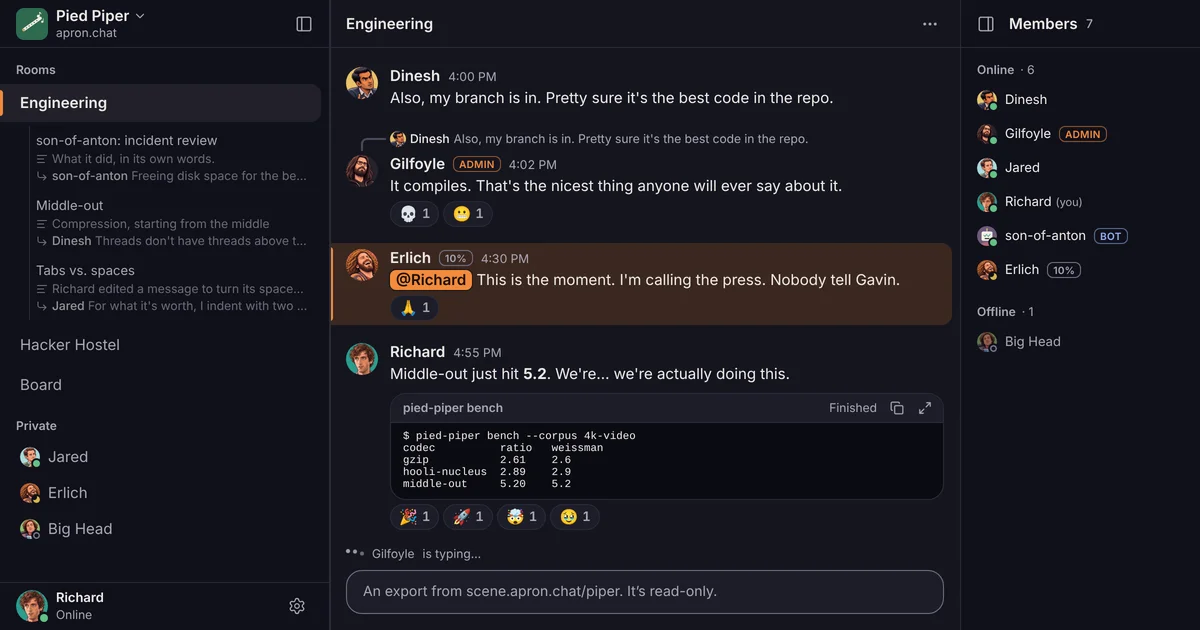 Pied Piper
apron.chat
Rooms
Engineering
son-of-anton: incident review
What it did, in its own words.
son-of-anton Freeing disk space for the be...
Middle-out
Compression, starting from the middle
Dinesh Threads don't have threads above t...
Tabs vs. spaces
Richard edited a message to turn its space...
Jared For what it's worth, I indent with two ...
Hacker Hostel
Board
Private
Jared
Erlich
Big Head
Richard
Online
Engineering
Dinesh 4:00 PM
Also, my branch is in. Pretty sure it's the best code in the repo.
Dinesh Also, my branch is in. Pretty sure it's the best code in the repo.
Gilfoyle ADMIN 4:02 PM
It compiles. That's the nicest thing anyone will ever say about it.
💀 1 😬 1
Erlich 10% 4:30 PM
@Richard This is the moment. I'm calling the press. Nobody tell Gavin.
🙏 1
Richard 4:55 PM
Middle-out just hit 5.2. We're... we're actually doing this.
pied-piper bench Finished
$ pied-piper bench --corpus 4k-video
codec ratio weissman
gzip 2.61 2.6
hooli-nucleus 2.89 2.9
middle-out 5.20 5.2
🎉 1 🚀 1 🤯 1 🥹 1
Gilfoyle is typing...
An export from scene.apron.chat/piper. It's read-only.
Members 7
Online · 6
Dinesh
Gilfoyle ADMIN
Jared
Richard (you)
son-of-anton BOT
Erlich 10%
Offline · 1
Big Head